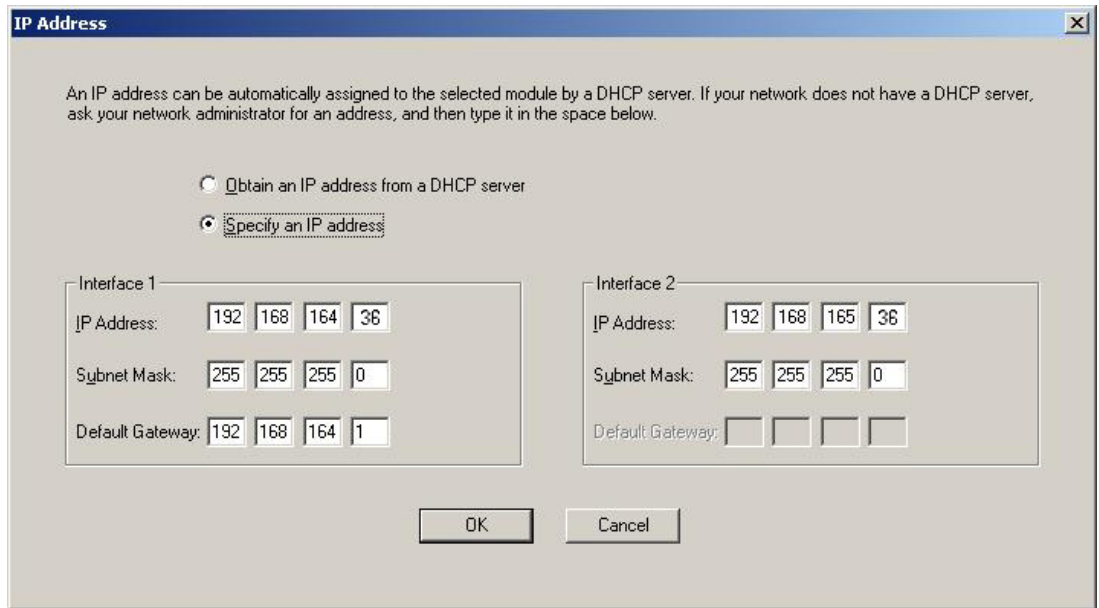 IP Address
An IP address can be automatically assigned to the selected module by a DHCP server. If your network does not have a DHCP server,
ask your network administrator for an address, and then type it in the space below.
Obtain an IP address from a DHCP server
Specify an IP address
Interface 1
IP Address: 192 168 164 36
Subnet Mask: 255 255 255 0
Default Gateway: 192 168 164 1
Interface 2
IP Address: 192 168 165 36
Subnet Mask: 255 255 255 0
Default Gateway:
OK
Cancel